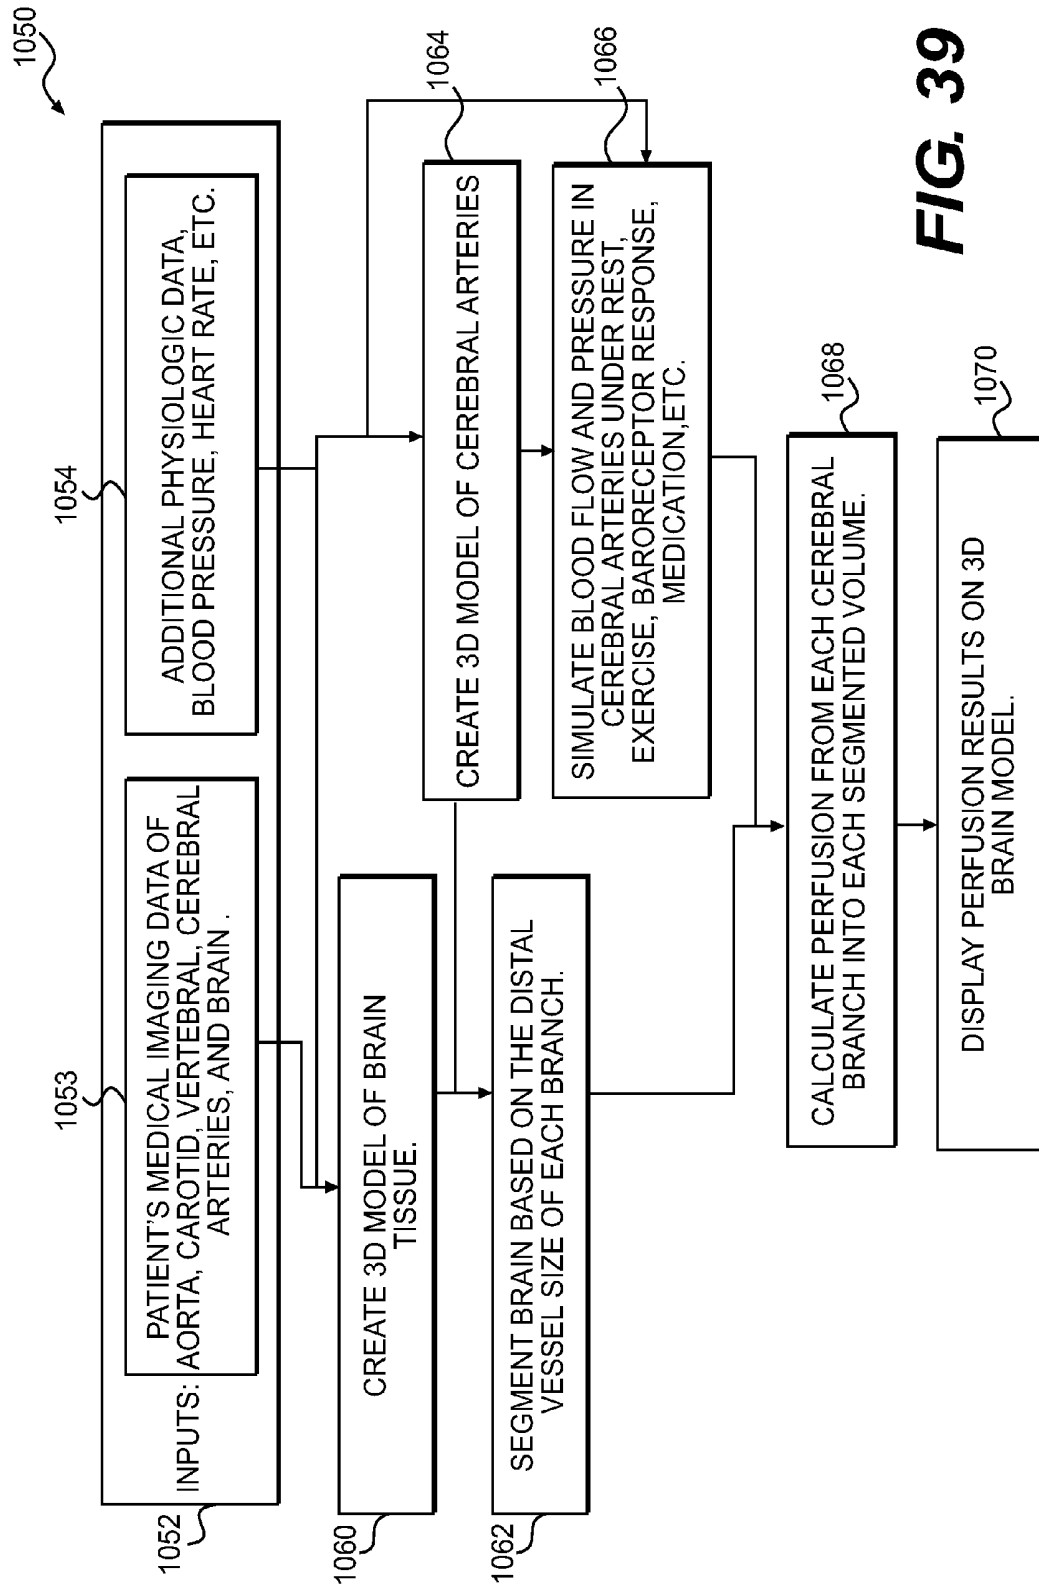 1050
1052
INPUTS:
1053
PATIENT'S MEDICAL IMAGING DATA OF
AORTA, CAROTID, VERTEBRAL, CEREBRAL
ARTERIES, AND BRAIN .
1054
ADDITIONAL PHYSIOLOGIC DATA,
BLOOD PRESSURE, HEART RATE, ETC.
1060
CREATE 3D MODEL OF BRAIN
TISSUE.
1064
CREATE 3D MODEL OF CEREBRAL ARTERIES
1062
SEGMENT BRAIN BASED ON THE DISTAL
VESSEL SIZE OF EACH BRANCH.
1066
SIMULATE BLOOD FLOW AND PRESSURE IN
CEREBRAL ARTERIES UNDER REST,
EXERCISE, BARORECEPTOR RESPONSE,
MEDICATION,ETC.
1068
CALCULATE PERFUSION FROM EACH CEREBRAL
BRANCH INTO EACH SEGMENTED VOLUME.
1070
DISPLAY PERFUSION RESULTS ON 3D
BRAIN MODEL.
FIG. 39